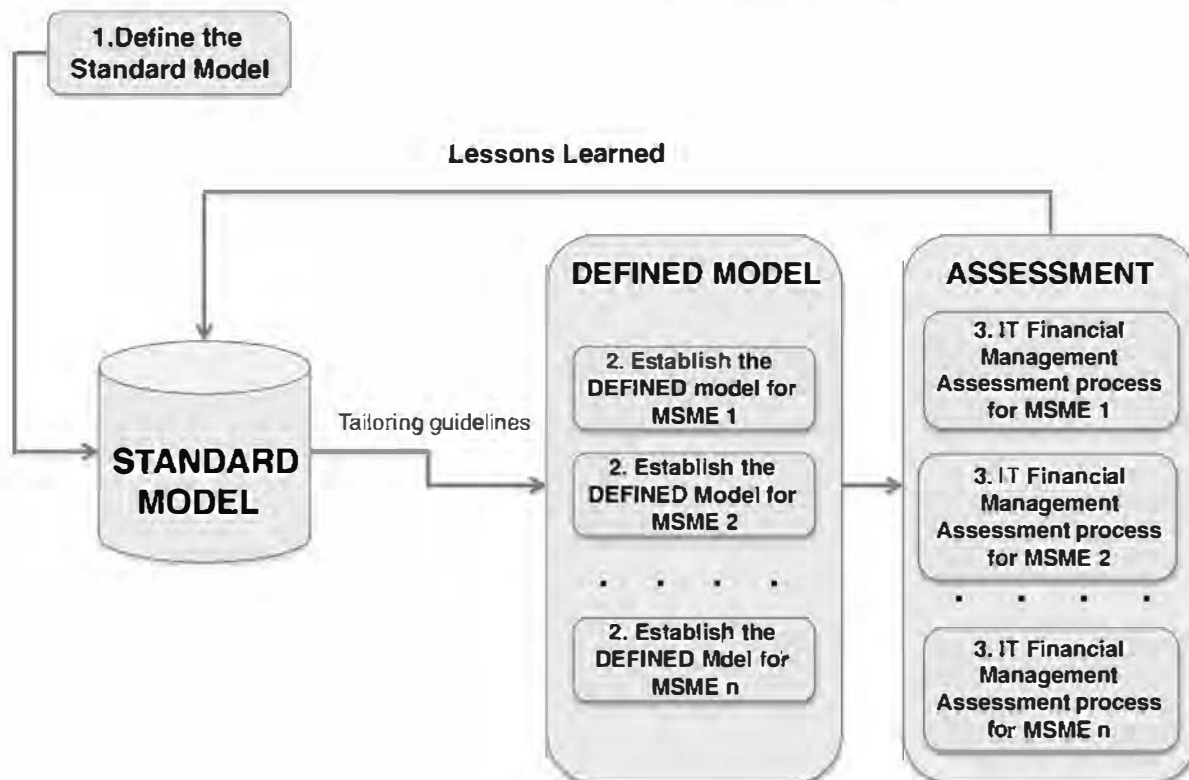 1.Define the
Standard Model
Lessons Learned
STANDARD
MODEL
Tailoring guidelines
DEFINED MODEL
2. Establish the
DEFINED model for
MSME 1
2. Establish the
DEFINED Model for
MSME 2
. . . .
2. Establish the
DEFINED Mdel for
MSME n
ASSESSMENT
3. IT Financial
Management
Assessment process
for MSME 1
3. IT Financial
Management
Assessment process
for MSME 2
. . . .
3. IT Financial
Management
Assessment process
for MSME n